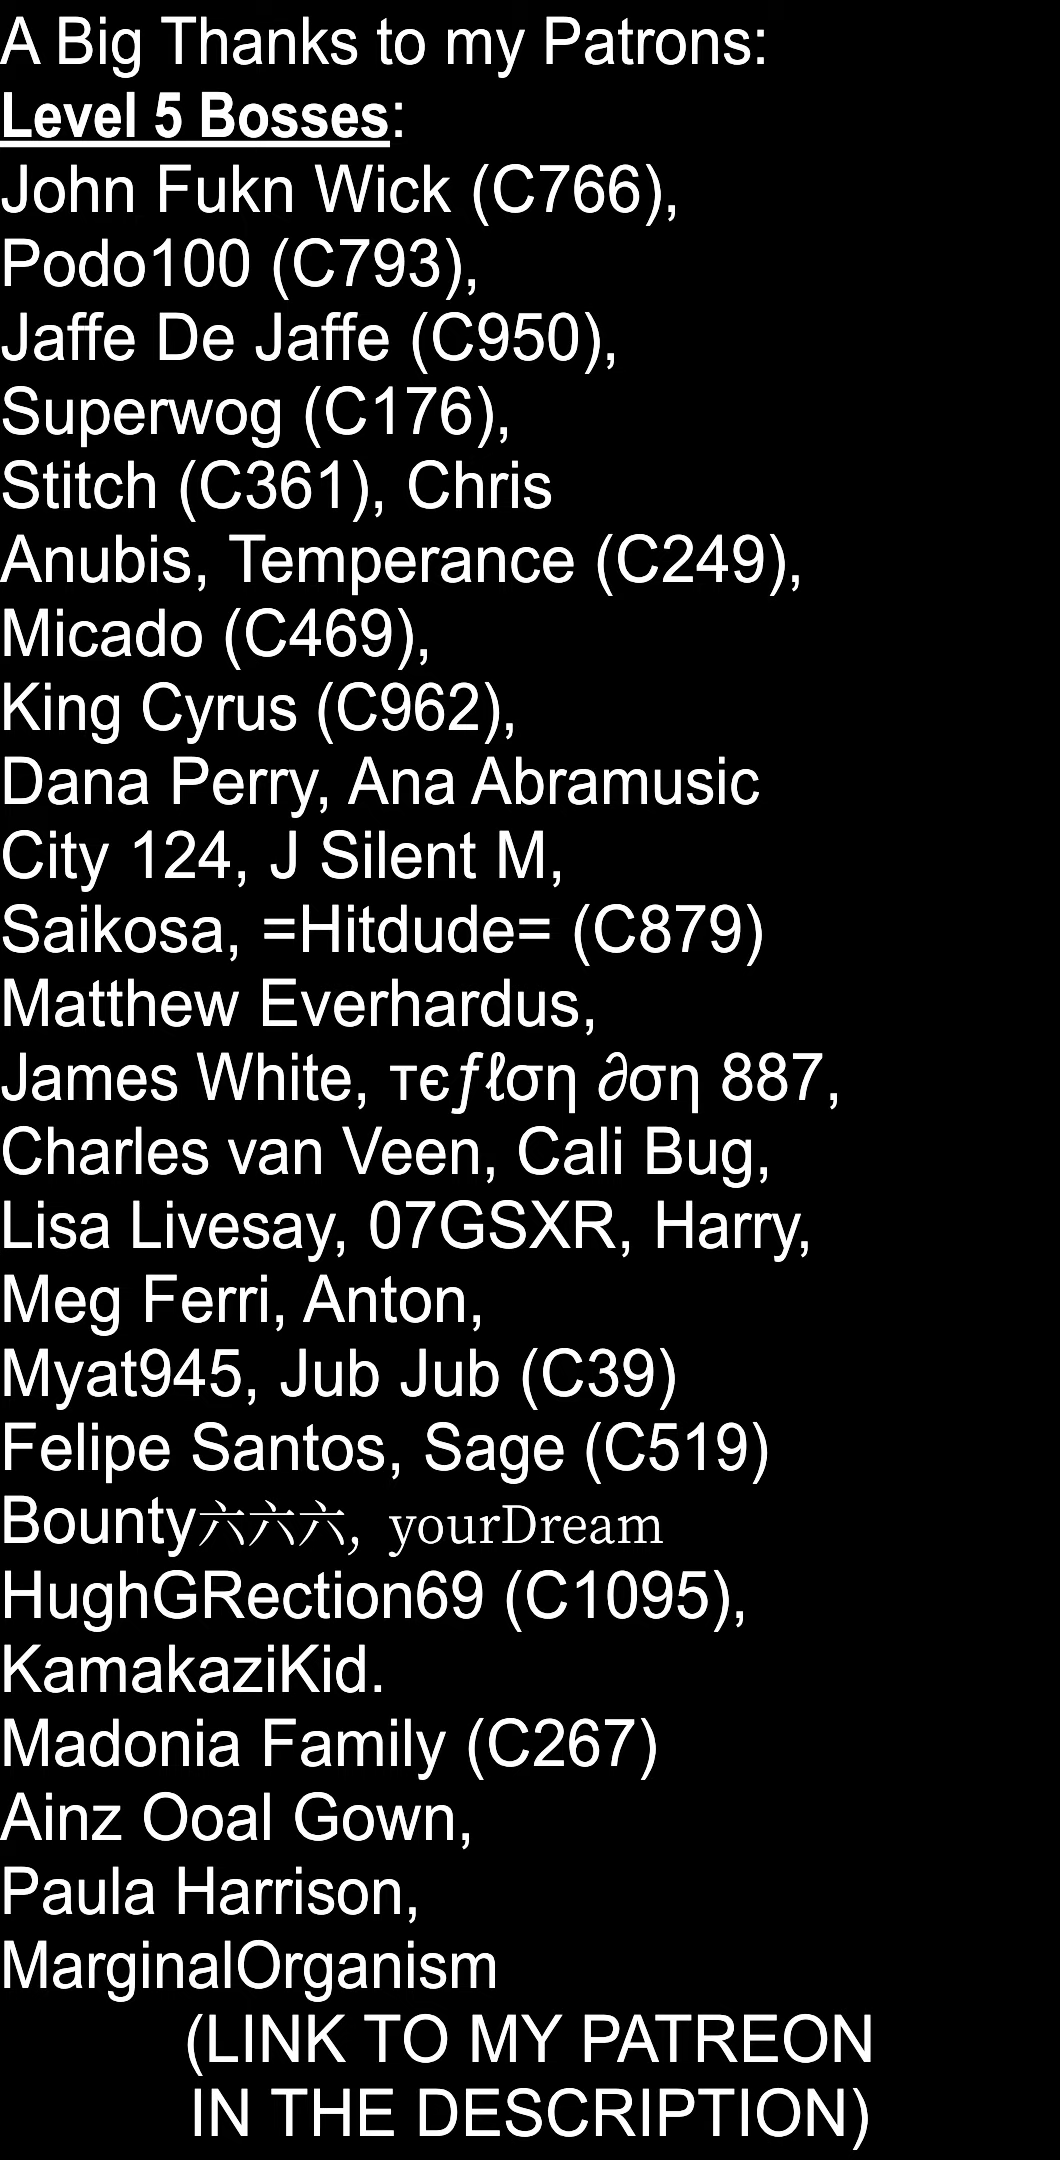 A Big Thanks to my Patrons:
Level 5 Bosses:
John Fukn Wick (C766),
Podo100 (C793),
Jaffe De Jaffe (C950),
Superwog (C176),
Stitch (C361), Chris
Anubis, Temperance (C249),
Micado (C469),
King Cyrus (C962),
Dana Perry, Ana Abramusic
City 124, J Silent M,
Saikosa, =Hitdude= (C879)
Matthew Everhardus,
James White, τєƒℓση ∂ση 887,
Charles van Veen, Cali Bug,
Lisa Livesay, 07GSXR, Harry,
Meg Ferri, Anton,
Myat945, Jub Jub (C39)
Felipe Santos, Sage (C519)
Bounty六六六, yourDream
HughGRection69 (C1095),
KamakaziKid.
Madonia Family (C267)
Ainz Ooal Gown,
Paula Harrison,
MarginalOrganism
(LINK TO MY PATREON
IN THE DESCRIPTION)